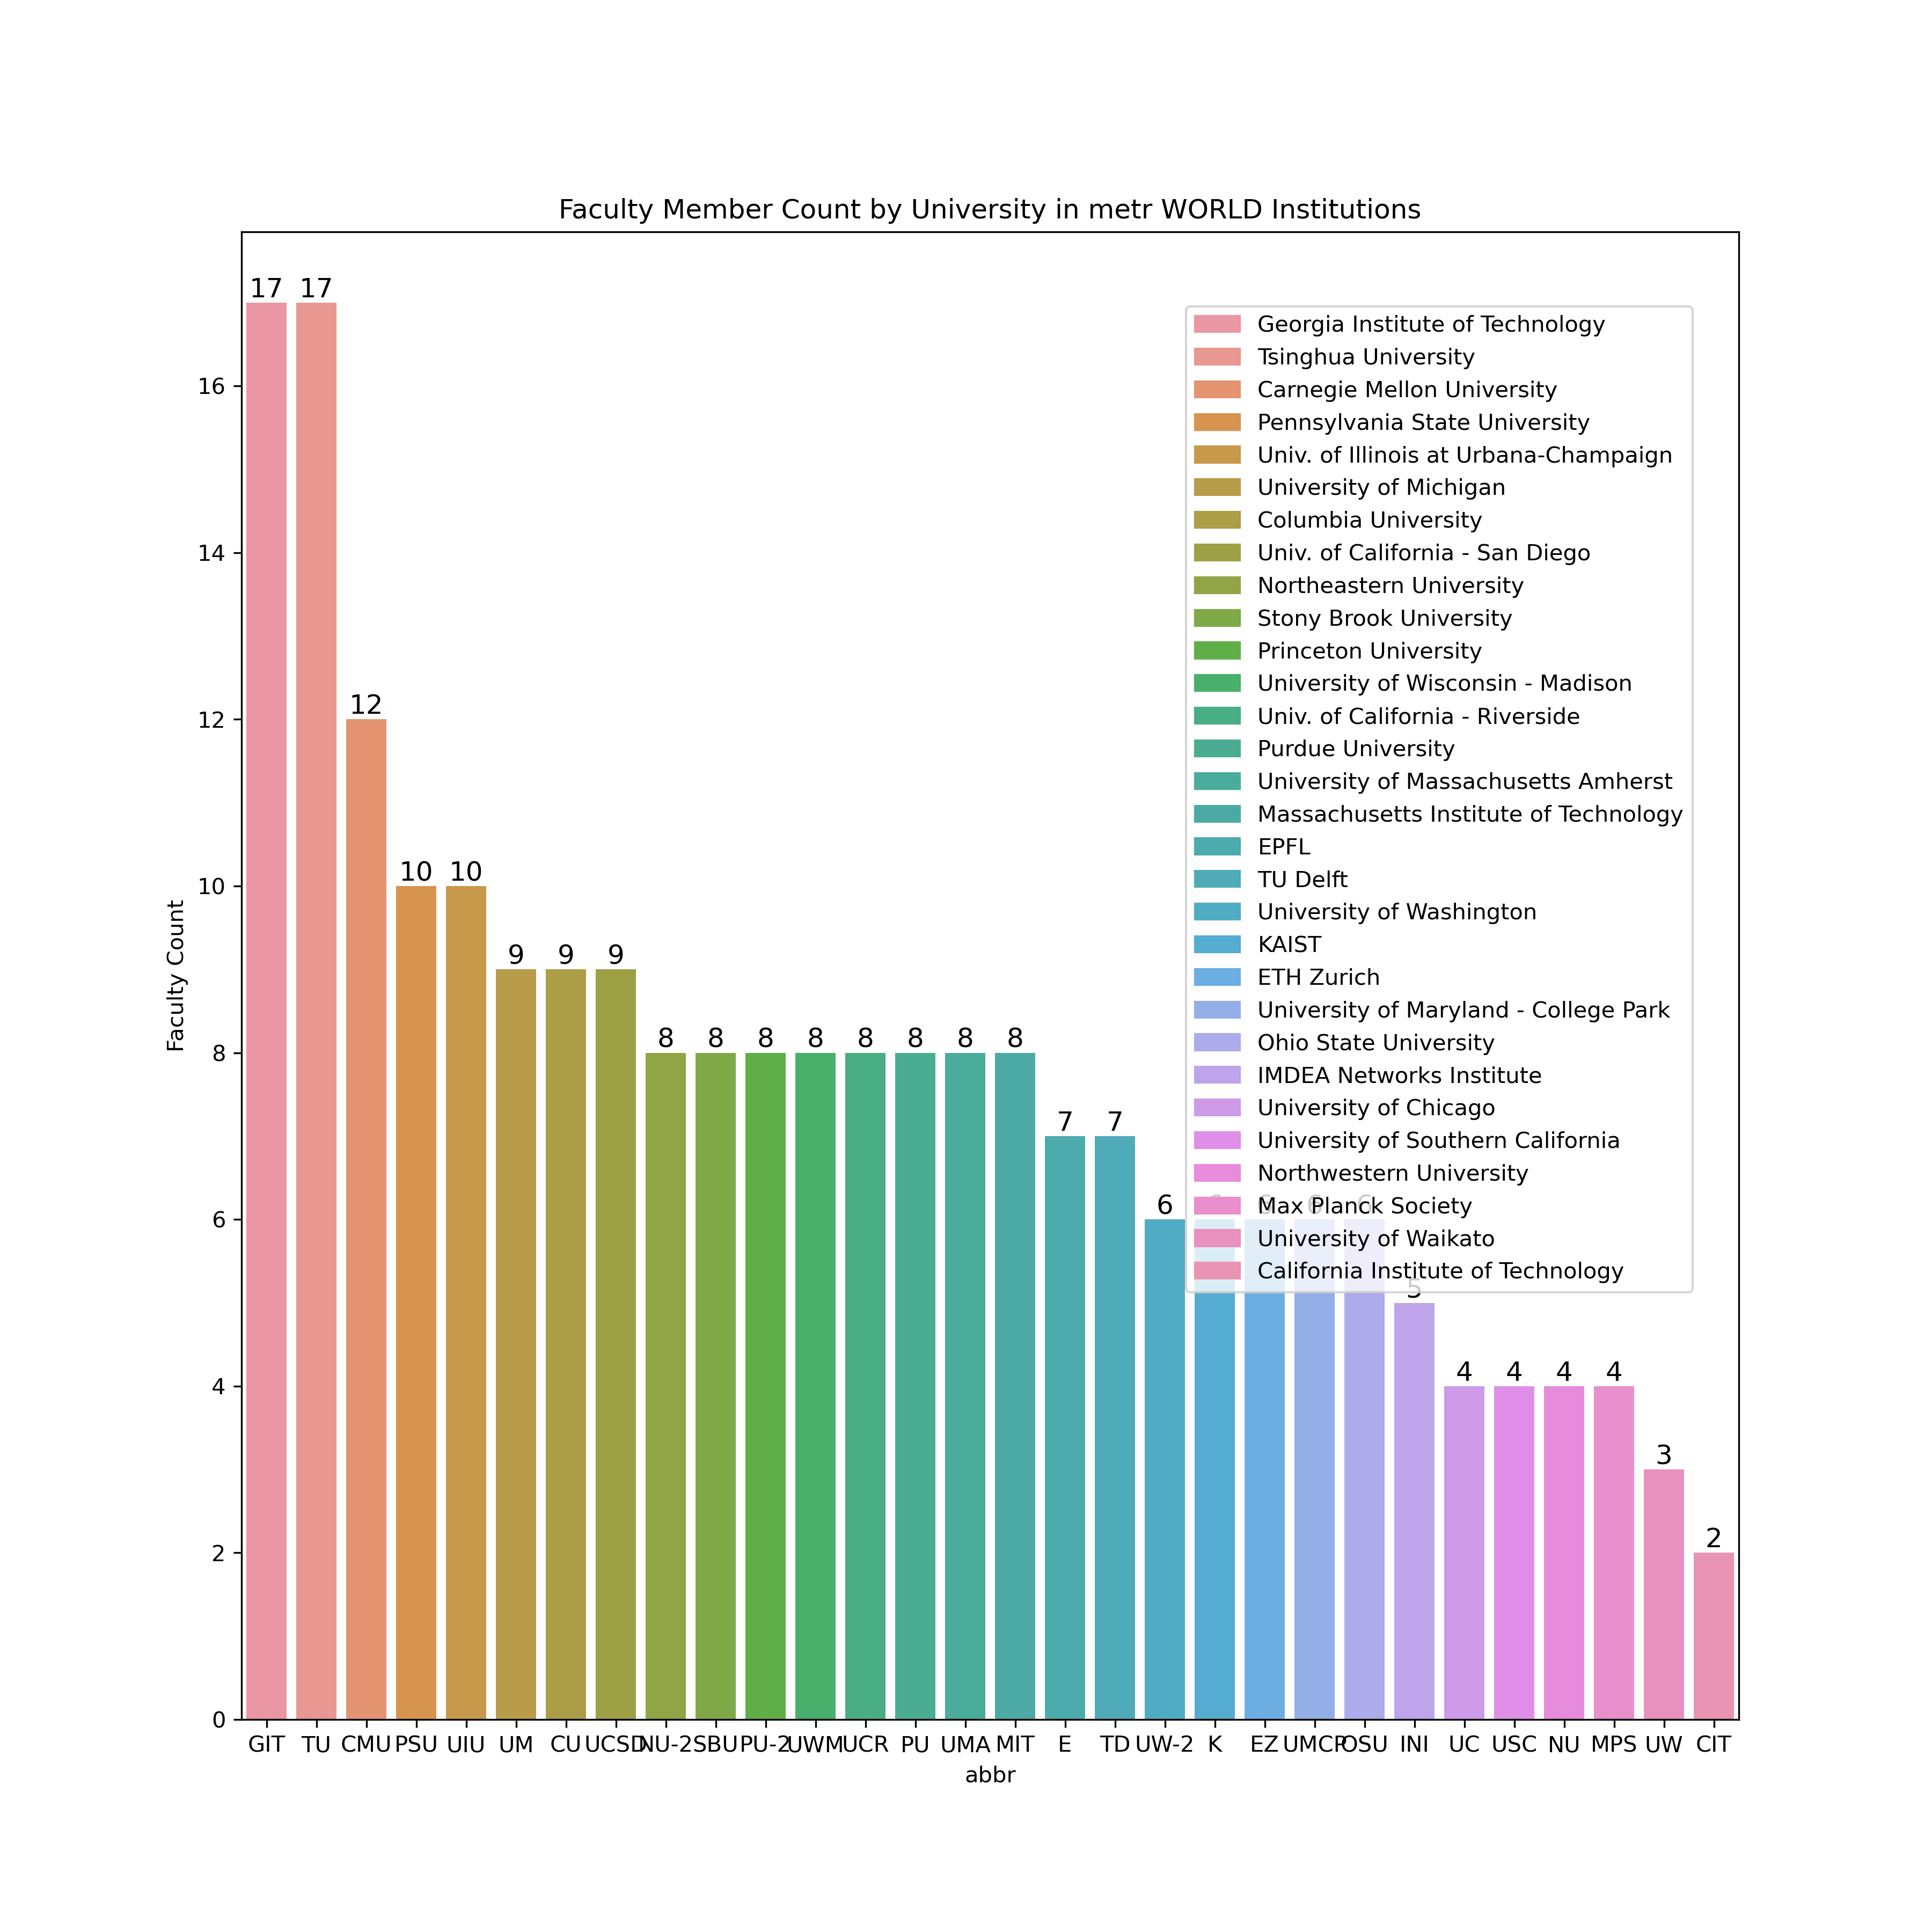 Faculty Member Count by University in metr WORLD Institutions
17 17 12 10 10 9 9 9 8 8 8 8 8 8 8 8 7 7 6 6 6 6 6 5 4 4 4 4 3 2
Georgia Institute of Technology
Tsinghua University
Carnegie Mellon University
Pennsylvania State University
Univ. of Illinois at Urbana-Champaign
University of Michigan
Columbia University
Univ. of California - San Diego
Northeastern University
Stony Brook University
Princeton University
University of Wisconsin - Madison
Univ. of California - Riverside
Purdue University
University of Massachusetts Amherst
Massachusetts Institute of Technology
EPFL
TU Delft
University of Washington
KAIST
ETH Zurich
University of Maryland - College Park
Ohio State University
IMDEA Networks Institute
University of Chicago
University of Southern California
Northwestern University
Max Planck Society
University of Waikato
California Institute of Technology
Faculty Count
16
14
12
10
8
6
4
2
0
GIT TU CMU PSU UIU UM CU UCSD NU-2 SBU PU-2 UWM UCR PU UMA MIT E TD UW-2 K EZ UMCP OSU INI UC USC NU MPS UW CIT
abbr